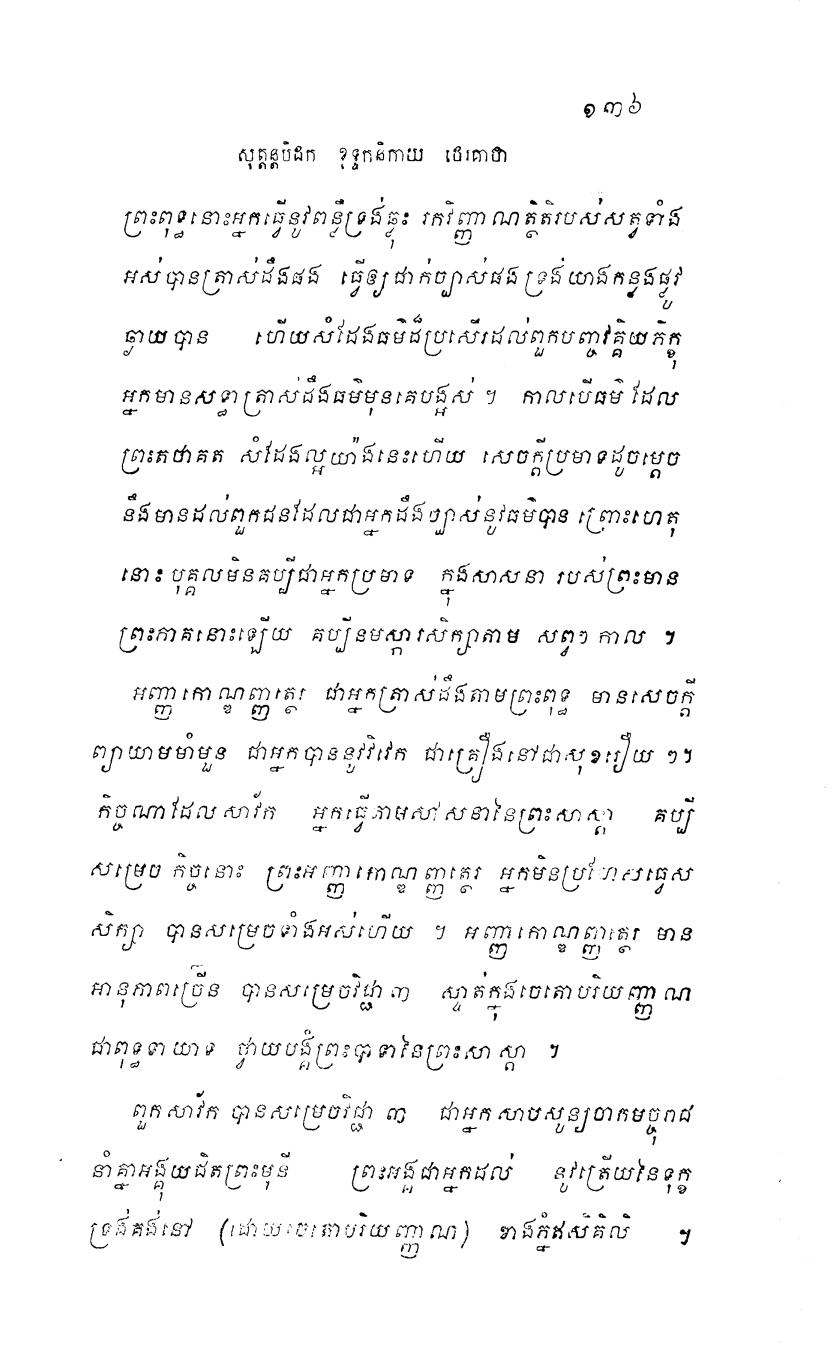 ១៣៦
សុត្តន្តបិដក ខុទ្ទកនិកាយ ថេរគាថា
ព្រះពុទ្ធនោះអ្នកធ្វើនូវពន្លឺទ្រង់ធ្លុះ រកវិញ្ញាណត្ថិតិរបស់សត្វទាំង
អស់បានត្រាស់ដឹងផង ធ្វើឲ្យជាក់ច្បាស់ផង ទ្រង់យាងកន្លងផ្លូវ
ឆ្ងាយបាន ហើយសំដែងធម៌ដ៏ប្រសើរដល់ពួកបញ្ចវគ្គិយភិក្ខុ
អ្នកមានសទ្ធាត្រាស់ដឹងធម៌មុនគេបង្អស់ ។ កាលបើធម៌ ដែល
ព្រះតថាគត សំដែងល្អយ៉ាងនេះហើយ សេចក្តីប្រមាទដូចម្តេច
នឹងមានដល់ពួកជនដែលជាអ្នកដឹងច្បាស់នូវធម៌បាន ព្រោះហេតុ
នោះ បុគ្គលមិនគប្បីជាអ្នកប្រមាទ ក្នុងសាសនា របស់ព្រះមាន
ព្រះភាគនោះឡើយ គប្បីនមស្ការសិក្សាតាម សព្វៗ កាល ។
អញ្ញាកោណ្ឌញ្ញត្ថេរ ជាអ្នកត្រាស់ដឹងតាមព្រះពុទ្ធ មានសេចក្តី
ព្យាយាមមាំមួន ជាអ្នកបាននូវវិវេក ជាគ្រឿងនៅជាសុខរឿយ ៗ។
កិច្ចណាដែលសាវ័ក អ្នកធ្វើតាមសាសនានៃព្រះសាស្តា គប្បី
សម្រេច កិច្ចនោះ ព្រះអញ្ញាកោណ្ឌញ្ញត្ថេរ អ្នកមិនប្រហែសធ្វេស
សិក្សា បានសម្រេចទាំងអស់ហើយ ។ អញ្ញាកោណ្ឌញ្ញត្ថេរ មាន
អានុភាពច្រើន បានសម្រេចវិជ្ជា ៣ ស្ទាត់ក្នុងចេតោបរិយញ្ញាណ
ជាពុទ្ធទាយាទ ថ្វាយបង្គំព្រះបាទានៃព្រះសាស្តា ។
ពួកសាវ័ក បានសម្រេចវិជ្ជា ៣ ជាអ្នកសាបសូន្យចាកមច្ចុរាជ
នាំគ្នាអង្គុយជិតព្រះមុនី ព្រះអង្គជាអ្នកដល់ នូវត្រើយនៃទុក្ខ
ទ្រង់គង់នៅ (ដោយចេតោបរិយញ្ញាណ) ខាងភ្នំឥសិគិលិ ។